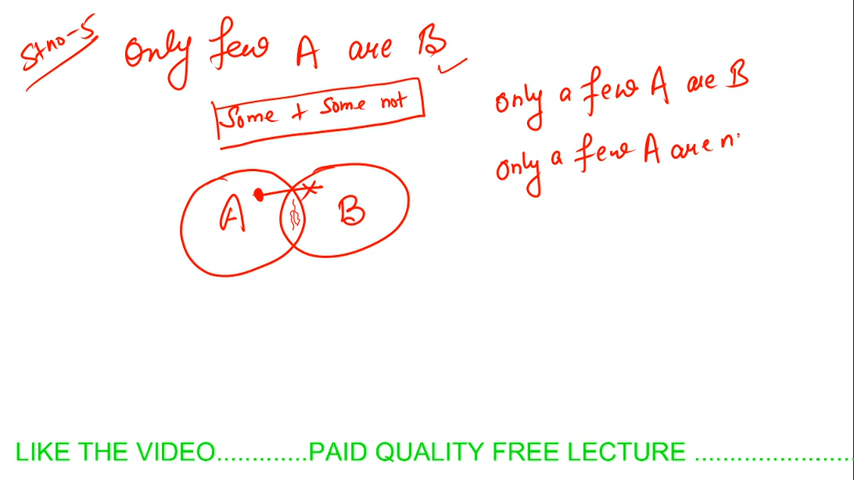 Stno-5
Only few A are B
Some + Some not
A
B
Only a few A are B
Only a few A are n
LIKE THE VIDEO.............PAID QUALITY FREE LECTURE ......................